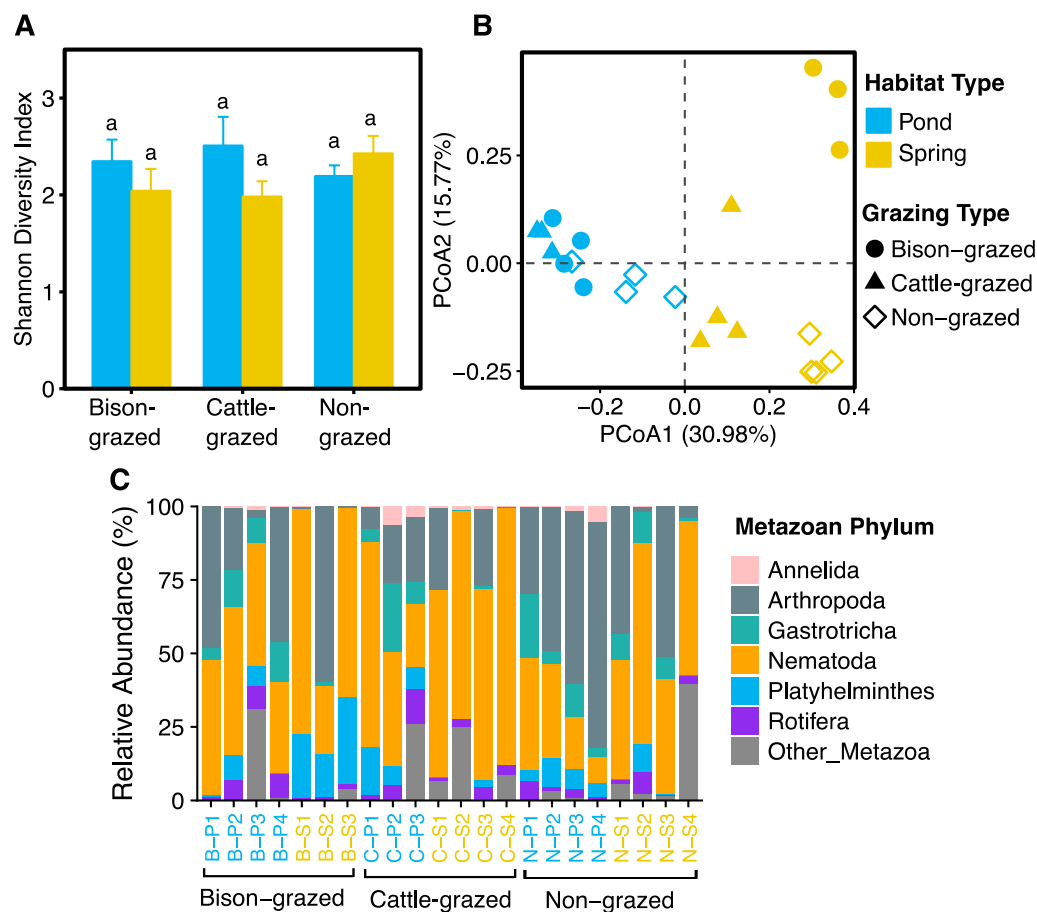 A
Shannon Diversity Index
3
2
1
0
a
a
a
a
a
a
Bison-
grazed
Cattle-
grazed
Non-
grazed
B
PCoA2 (15.77%)
0.25
0.00
−0.25
−0.2
0.0
0.2
0.4
PCoA1 (30.98%)
Habitat Type
Pond
Spring
Grazing Type
Bison−grazed
Cattle-grazed
Non−grazed
C
Relative Abundance (%)
100
75
50
25
0
B−P1
B−P2
B−P3
B−P4
B−S1
B−S2
B−S3
C−P1
C−P2
C−P3
C−S1
C−S2
C−S3
C−S4
N−P1
N−P2
N−P3
N−P4
N−S1
N−S2
N−S3
N−S4
Bison−grazed
Cattle-grazed
Non−grazed
Metazoan Phylum
Annelida
Arthropoda
Gastrotricha
Nematoda
Platyhelminthes
Rotifera
Other_Metazoa